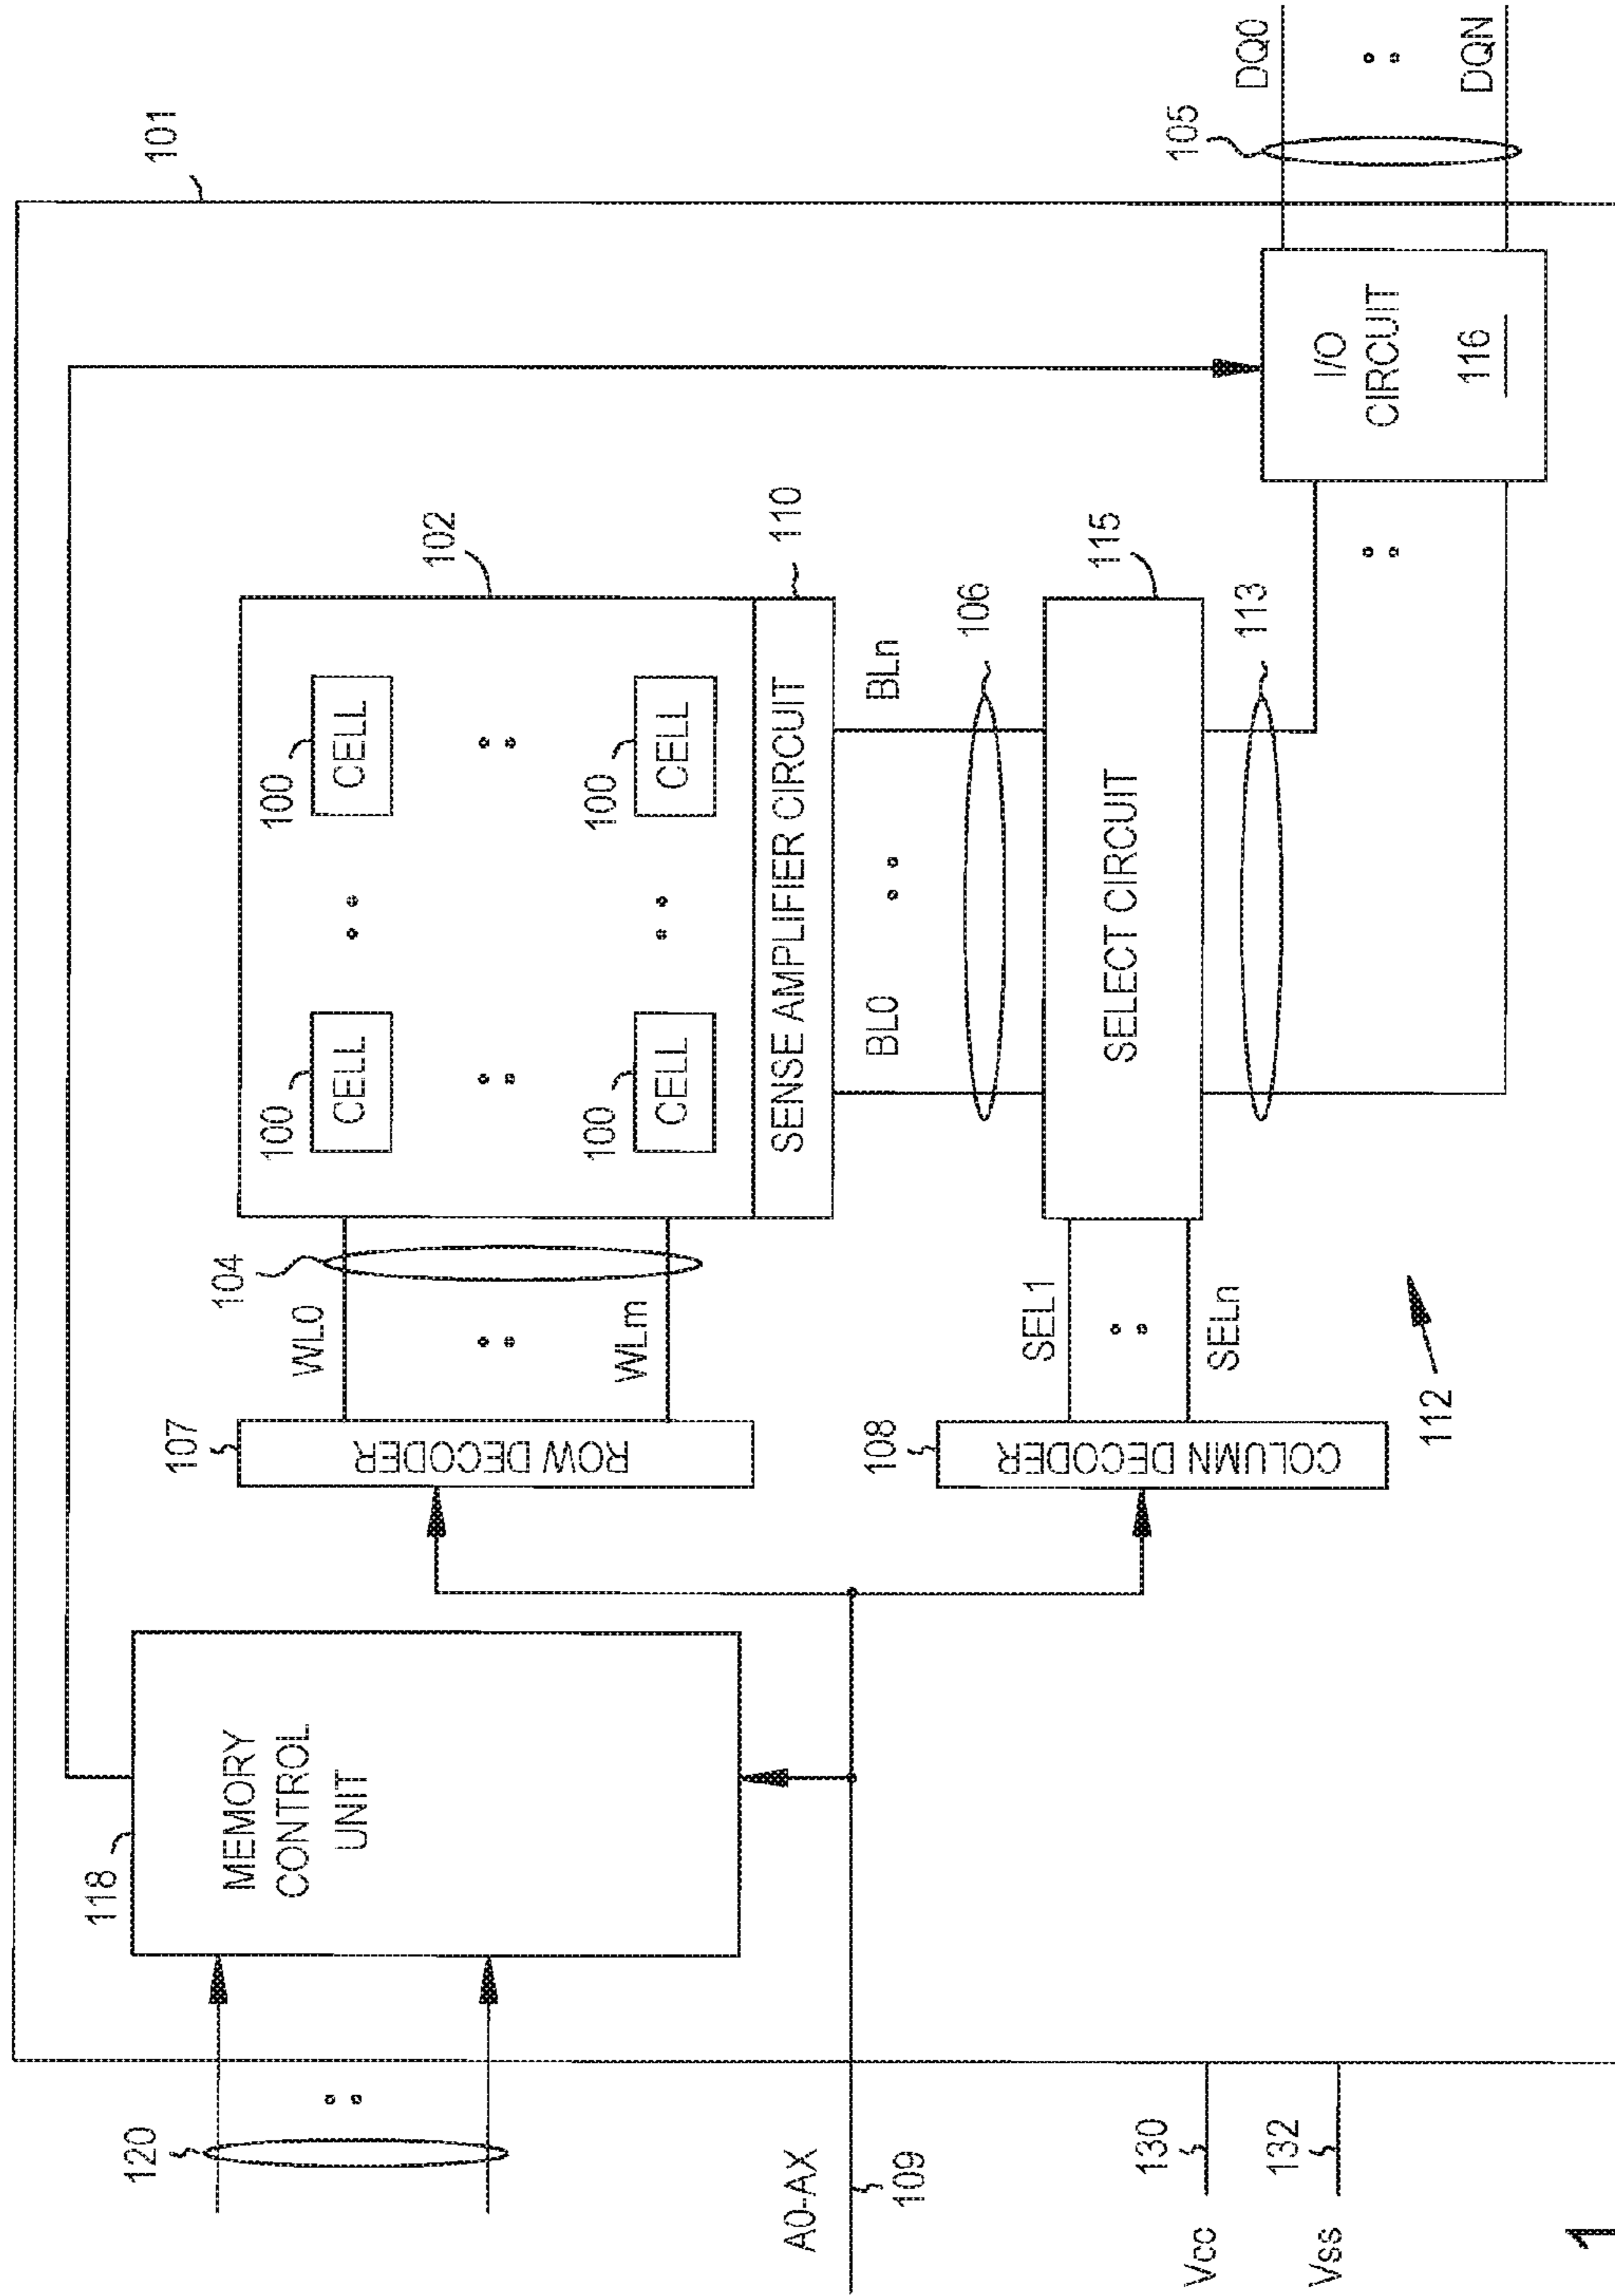 101
118
MEMORY
CONTROL
UNIT
120
107
ROW DECODER
104
WL0
WLm
102
100
CELL
100
CELL
100
CELL
100
CELL
SENSE AMPLIFIER CIRCUIT
110
BL0
BLn
106
A0-AX
109
108
COLUMN DECODER
SEL1
SELn
SELECT CIRCUIT
115
113
112
I/O
CIRCUIT
116
105
DQ0
DQN
Vcc
130
Vss
132
1